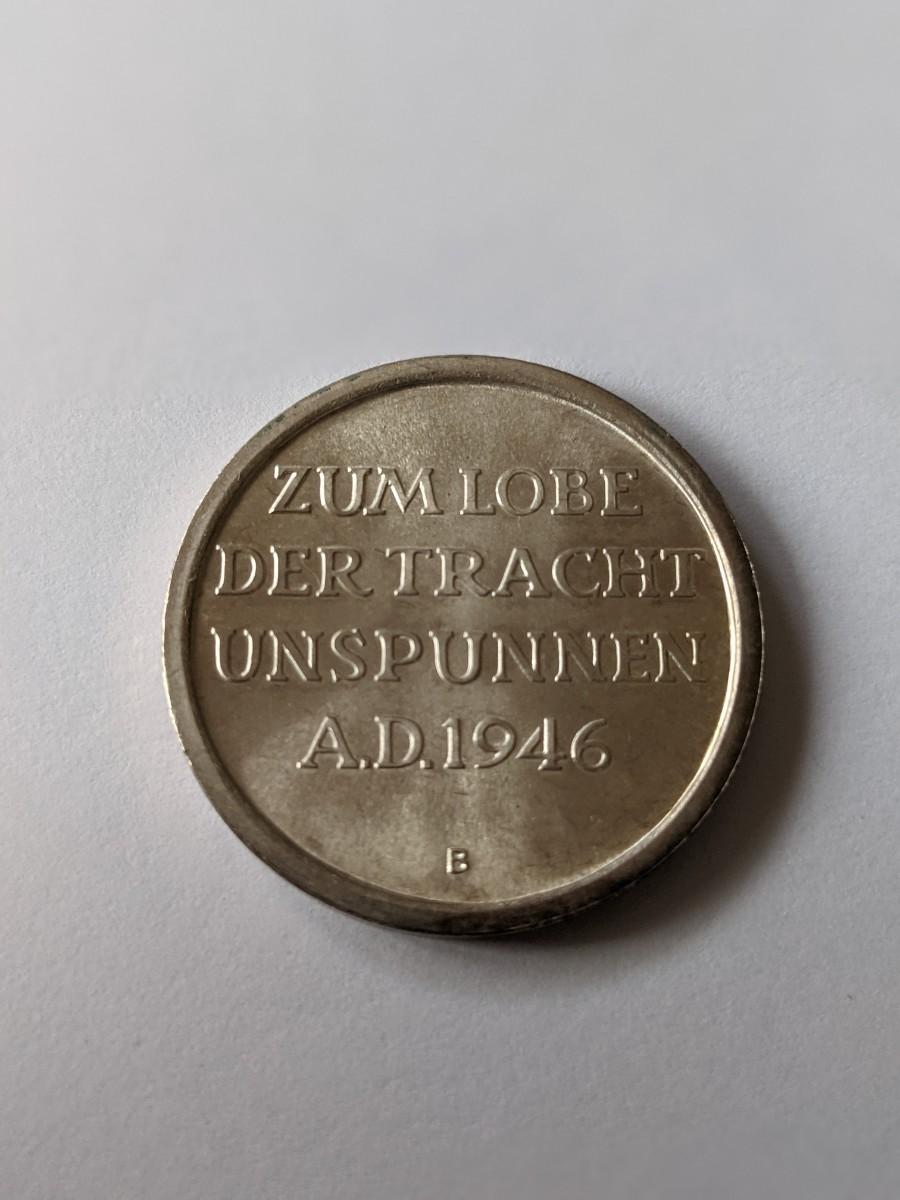 ZUM LOBE
DER TRACHT
UNSPUNNEN
A.D.1946
B